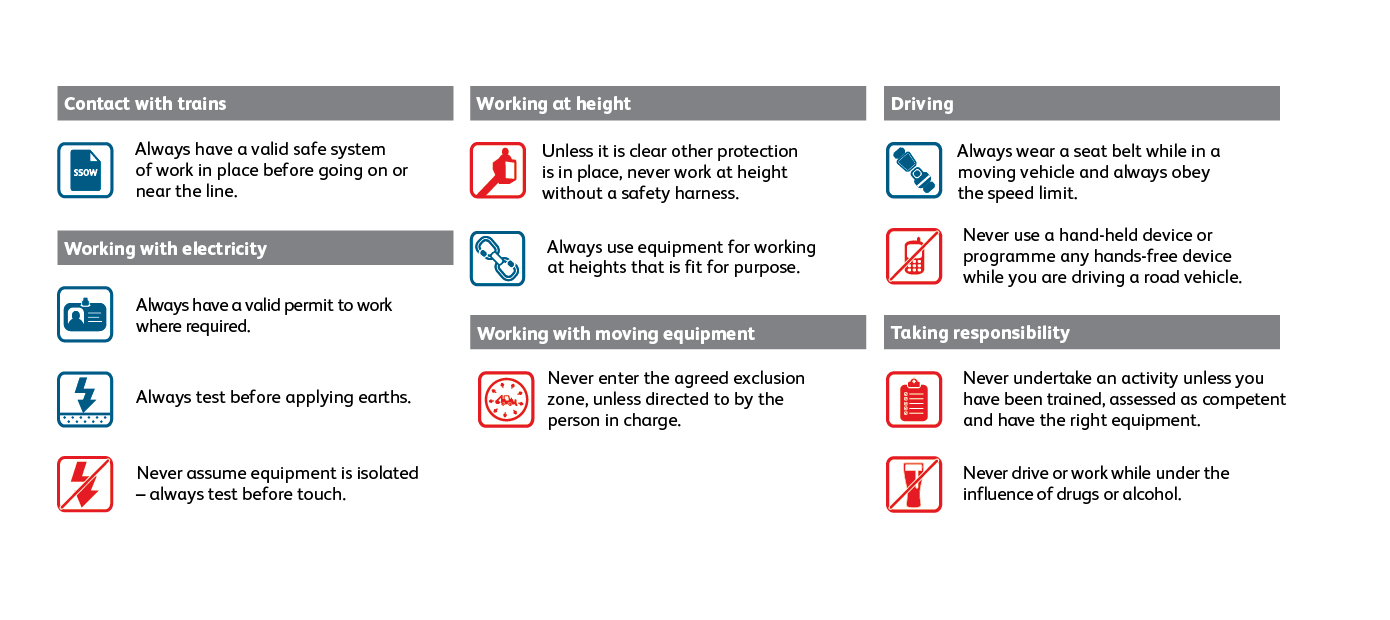 Contact with trains
SSOW
Always have a valid safe system
of work in place before going on or
near the line.
Working with electricity
Always have a valid permit to work
where required.
Always test before applying earths.
Never assume equipment is isolated
– always test before touch.
Working at height
Unless it is clear other protection
is in place, never work at height
without a safety harness.
Always use equipment for working
at heights that is fit for purpose.
Working with moving equipment
Never enter the agreed exclusion
zone, unless directed to by the
person in charge.
Driving
Always wear a seat belt while in a
moving vehicle and always obey
the speed limit.
Never use a hand-held device or
programme any hands-free device
while you are driving a road vehicle.
Taking responsibility
Never undertake an activity unless you
have been trained, assessed as competent
and have the right equipment.
Never drive or work while under the
influence of drugs or alcohol.